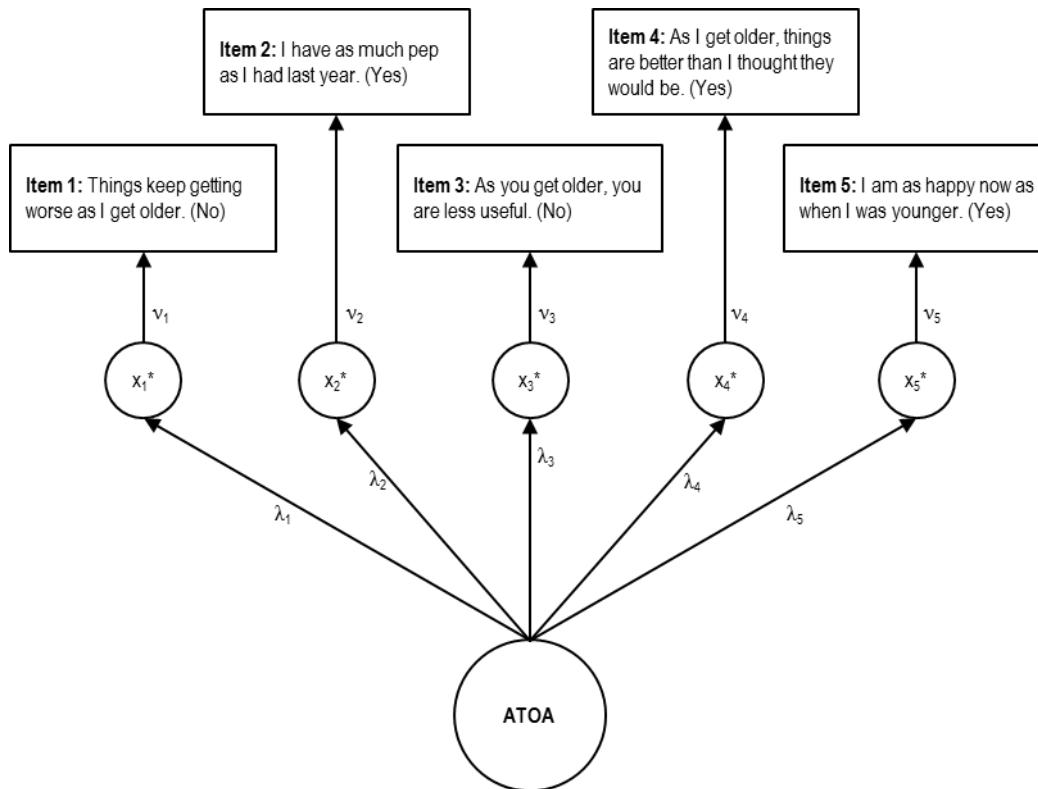 Item 2: I have as much pep
as I had last year. (Yes)
Item 4: As I get older, things
are better than I thought they
would be. (Yes)
Item 1: Things keep getting
worse as I get older. (No)
Item 3: As you get older, you
are less useful. (No)
Item 5: I am as happy now as
when I was younger. (Yes)
ν₁
ν₂
ν₃
ν₄
ν₅
x₁*
x₂*
x₃*
x₄*
x₅*
λ₁
λ₂
λ₃
λ₄
λ₅
ATOA